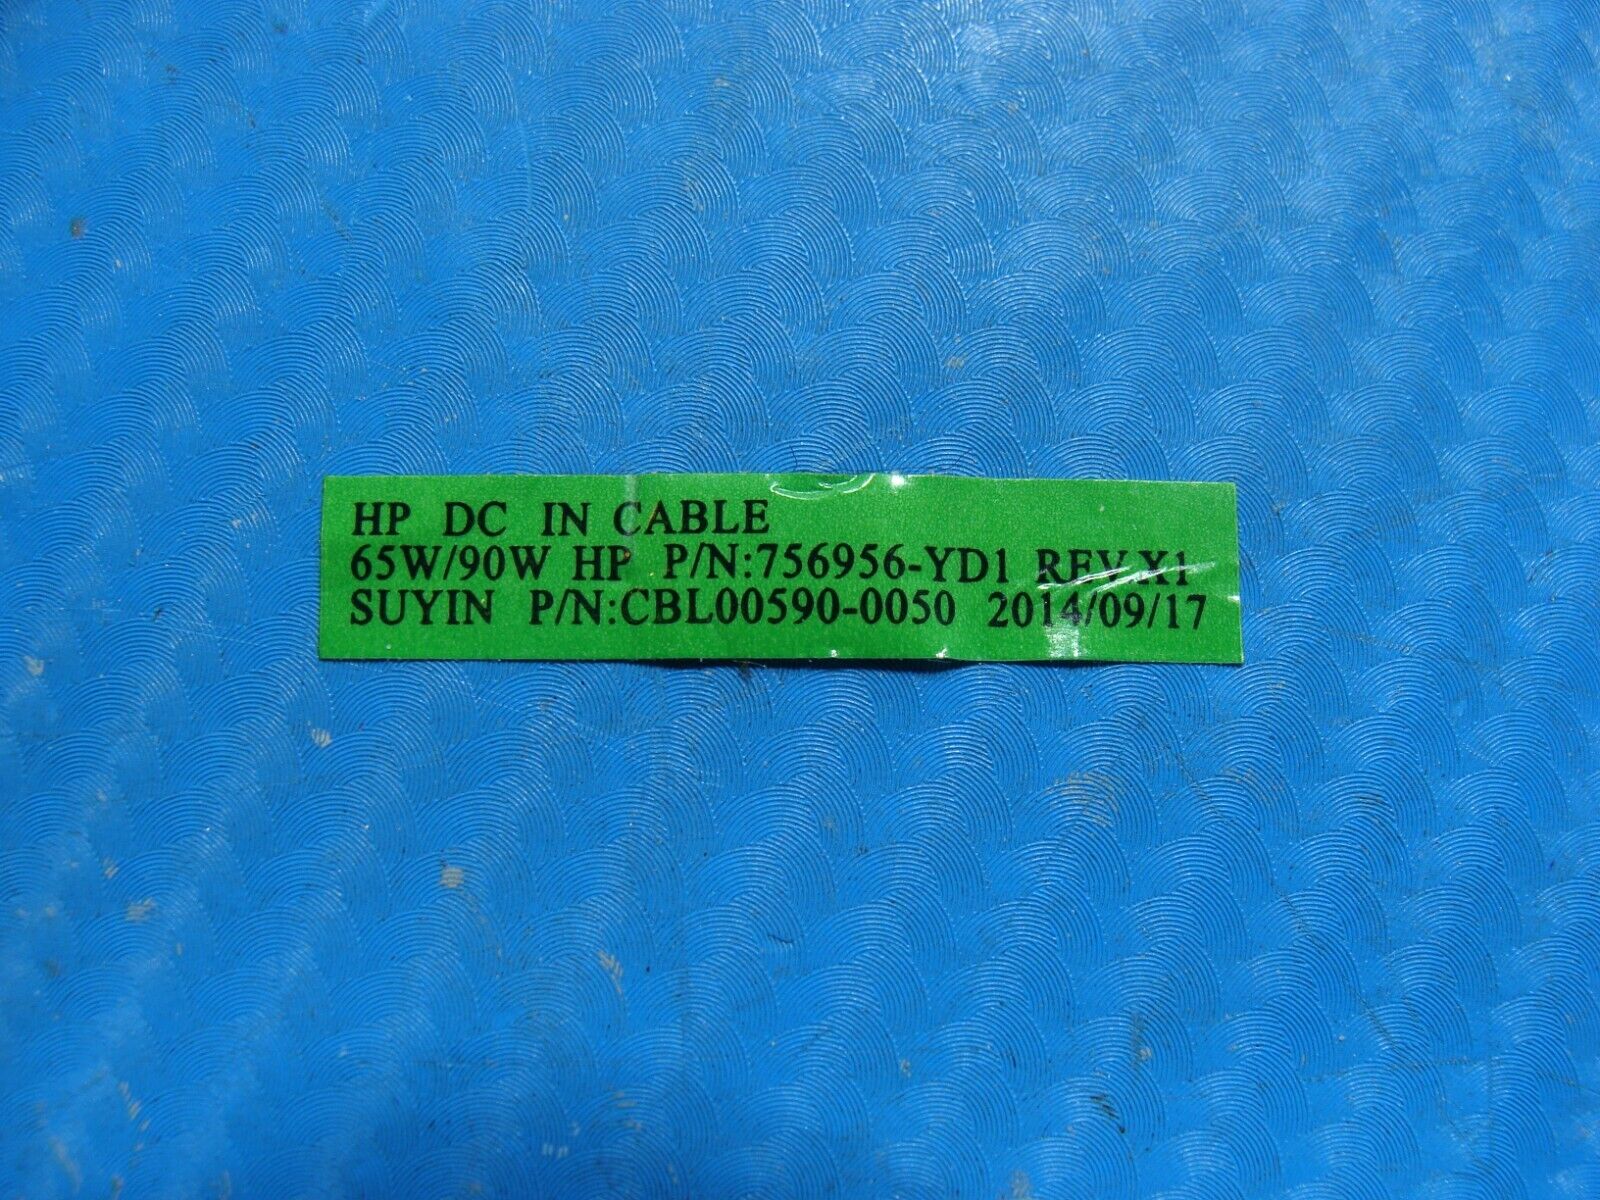 HP DC IN CABLE
65W/90W HP P/N:756956-YD1 REV.X1
SUYIN P/N:CBL00590-0050 2014/09/17